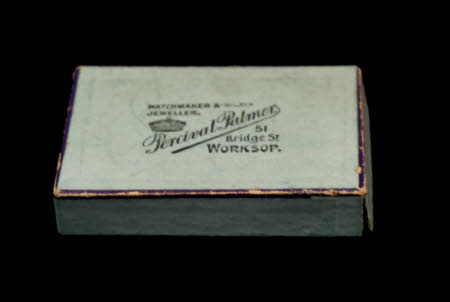 WATCHMAKER &
JEWELLER,
Percival Palmer,
51
Bridge St
WORKSOP.